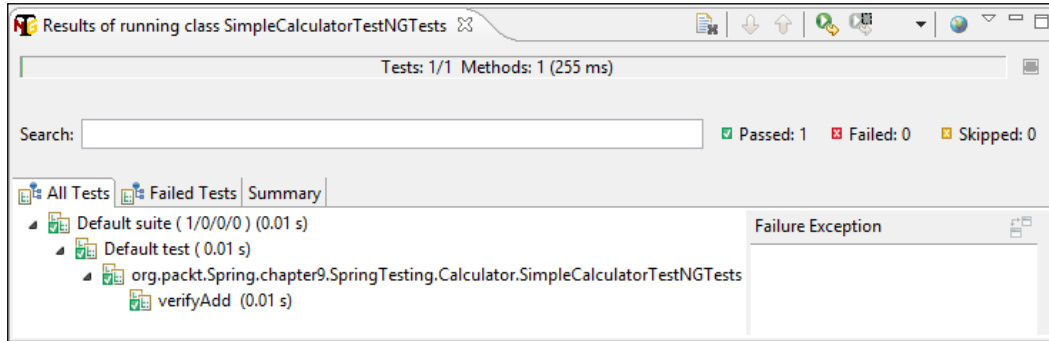 Results of running class SimpleCalculatorTestNGTests
Tests: 1/1 Methods: 1 (255 ms)
Search: Passed: 1 Failed: 0 Skipped: 0
All Tests Failed Tests Summary
Default suite ( 1/0/0/0 ) (0.01 s) Failure Exception
Default test ( 0.01 s)
org.packt.Spring.chapter9.SpringTesting.Calculator.SimpleCalculatorTestNGTests
verifyAdd (0.01 s)